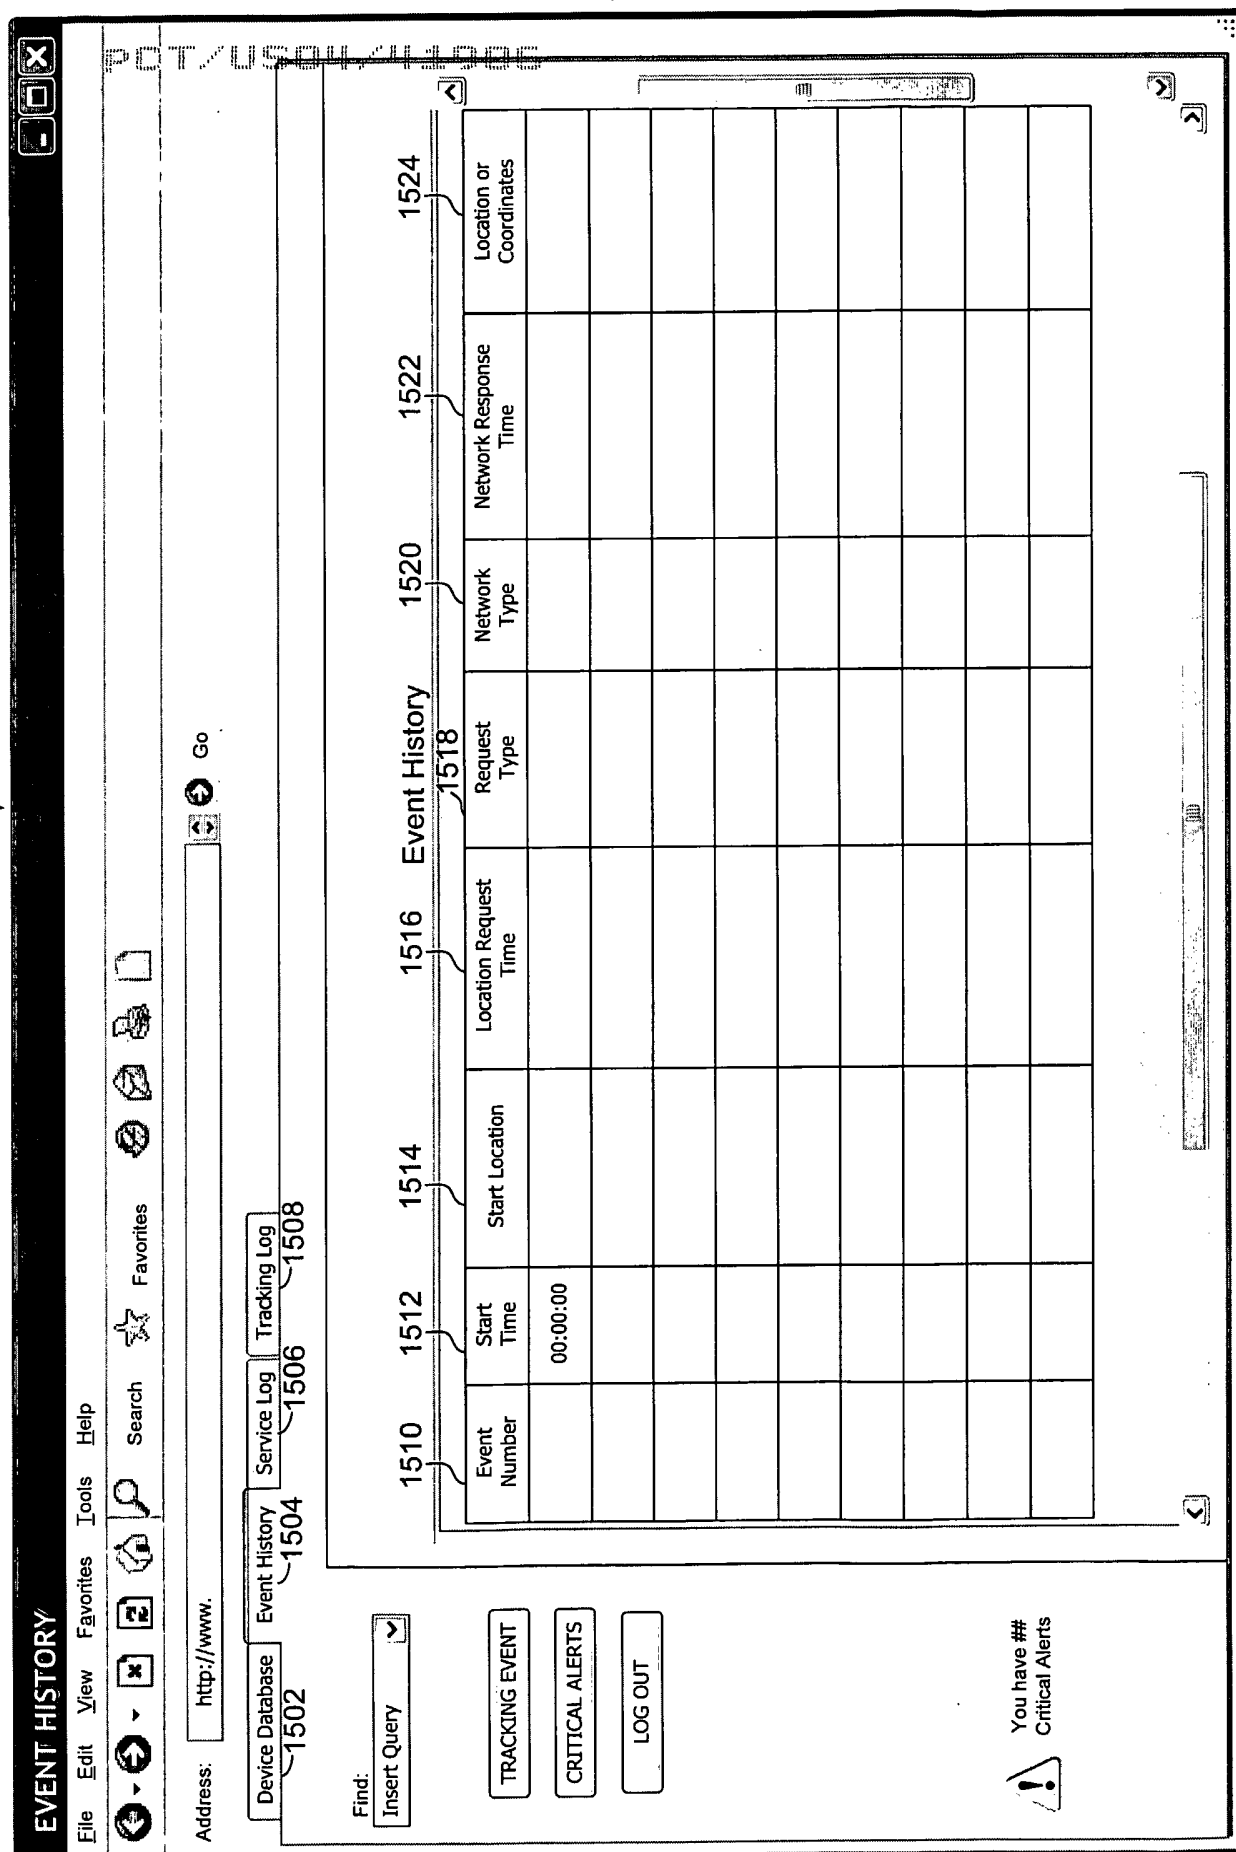 EVENT HISTORY
File Edit View Favorites Tools Help
Search Favorites
PCT/US04/41906
Address: http://www. Go
Device Database Event History Service Log Tracking Log
1502 1504 1506 1508
Find:
Insert Query
TRACKING EVENT
CRITICAL ALERTS
LOG OUT
You have ##
Critical Alerts
Event History
1510 1512 1514 1516 1518 1520 1522 1524
Event Number
Start Time
Start Location
Location Request Time
Request Type
Network Type
Network Response Time
Location or Coordinates
00:00:00